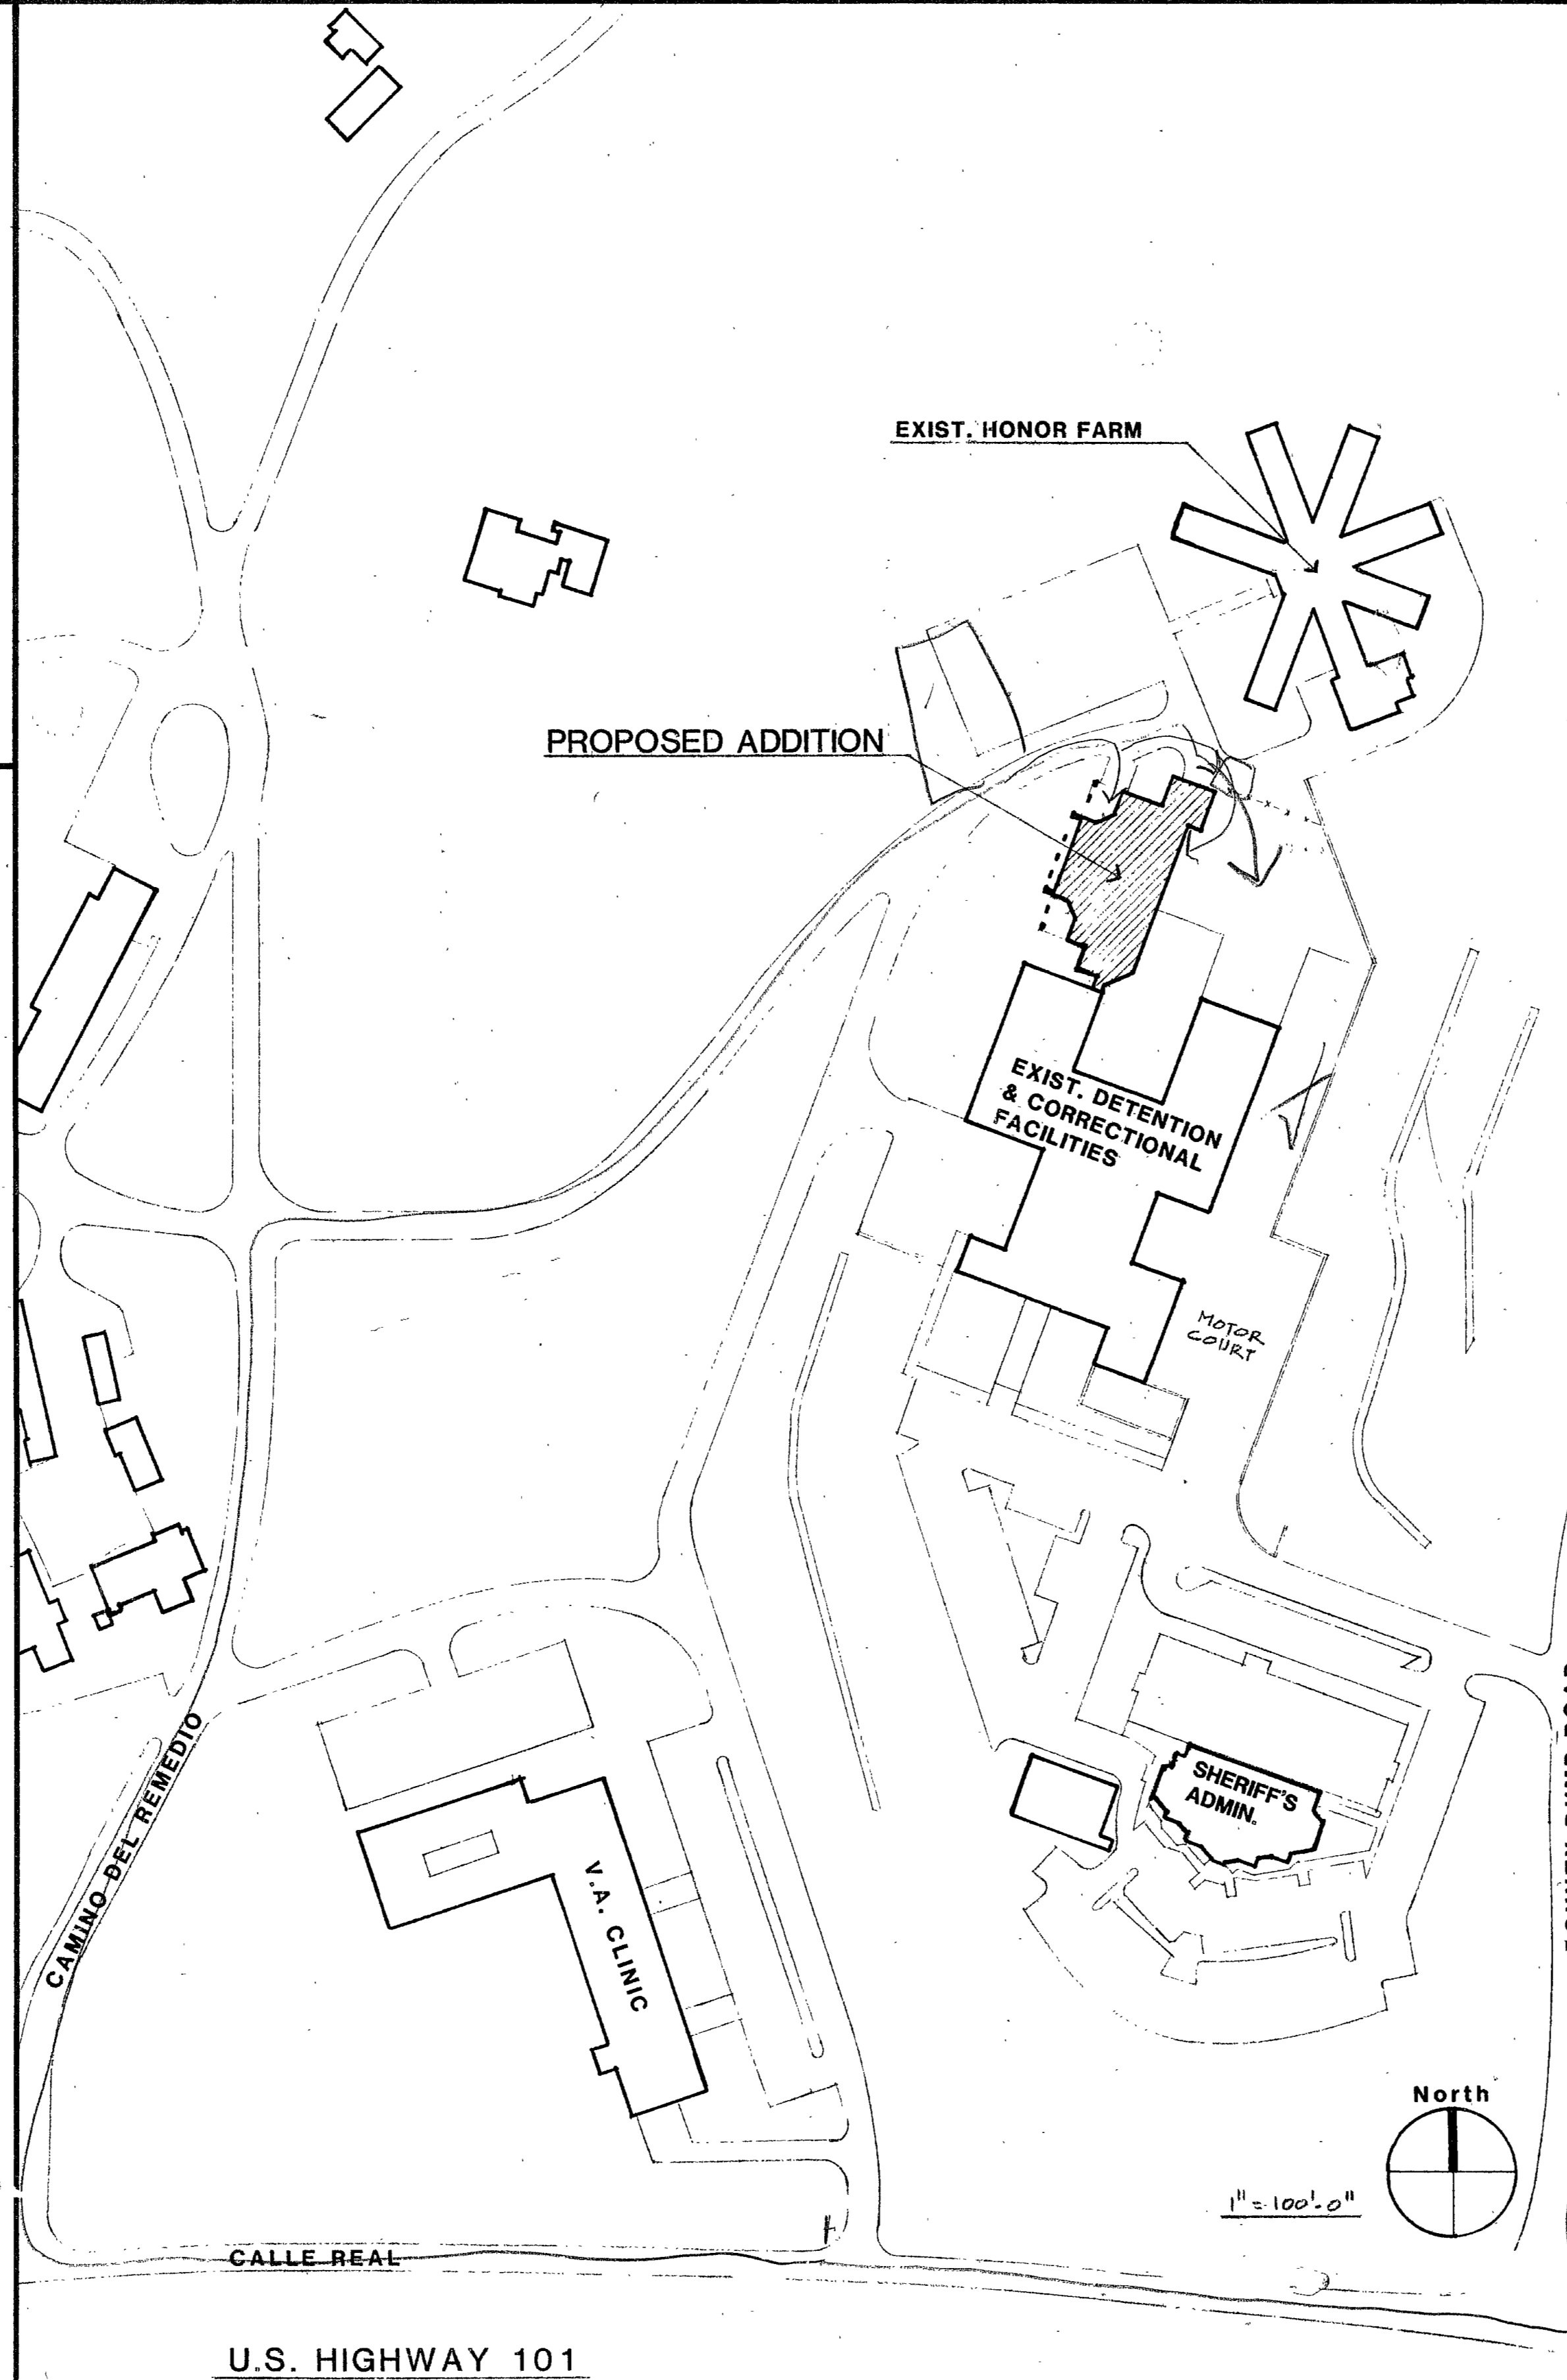 EXIST. HONOR FARM
PROPOSED ADDITION
EXIST. DETENTION
& CORRECTIONAL
FACILITIES
MOTOR
COURT
SHERIFF'S
ADMIN.
CAMINO DEL REMEDIO
V.A. CLINIC
North
1" = 100'-0"
CALLE REAL
U.S. HIGHWAY 101